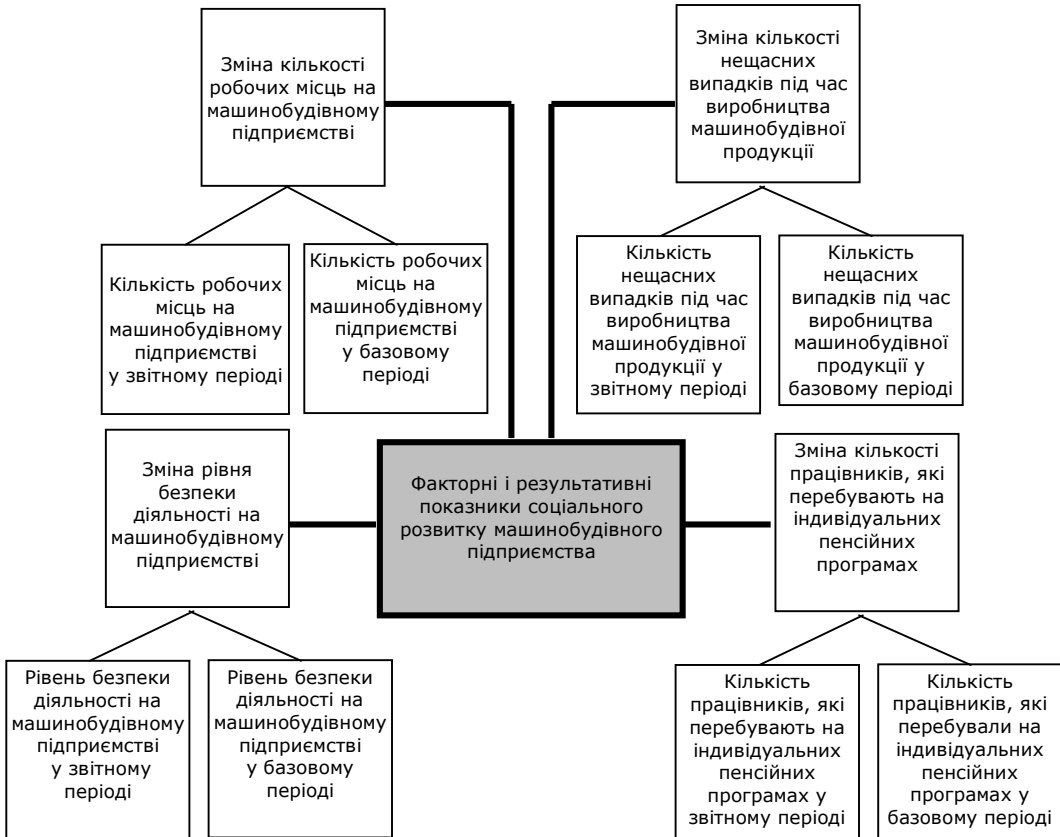 Зміна кількості
робочих місць на
машинобудівному
підприємстві
Зміна кількості
нещасних
випадків під час
виробництва
машинобудівної
продукції
Кількість робочих
місць на
машинобудівному
підприємстві
у звітному періоді
Кількість робочих
місць на
машинобудівному
підприємстві
у базовому
періоді
Кількість
нещасних
випадків під час
виробництва
машинобудівної
продукції у
звітному періоді
Кількість
нещасних
випадків під час
виробництва
машинобудівної
продукції у
базовому періоді
Зміна рівня
безпеки
діяльності на
машинобудівному
підприємстві
Факторні і результативні
показники соціального
розвитку машинобудівного
підприємства
Зміна кількості
працівників, які
перебувають на
індивідуальних
пенсійних
програмах
Рівень безпеки
діяльності на
машинобудівному
підприємстві
у звітному
періоді
Рівень безпеки
діяльності на
машинобудівному
підприємстві
у базовому
періоді
Кількість
працівників, які
перебувають на
індивідуальних
пенсійних
програмах у
звітному періоді
Кількість
працівників, які
перебували на
індивідуальних
пенсійних
програмах у
базовому періоді